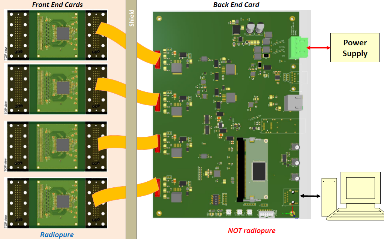 Front End Cards
Shield
Back End Card
Power
Supply
Radiopure
NOT radiopure